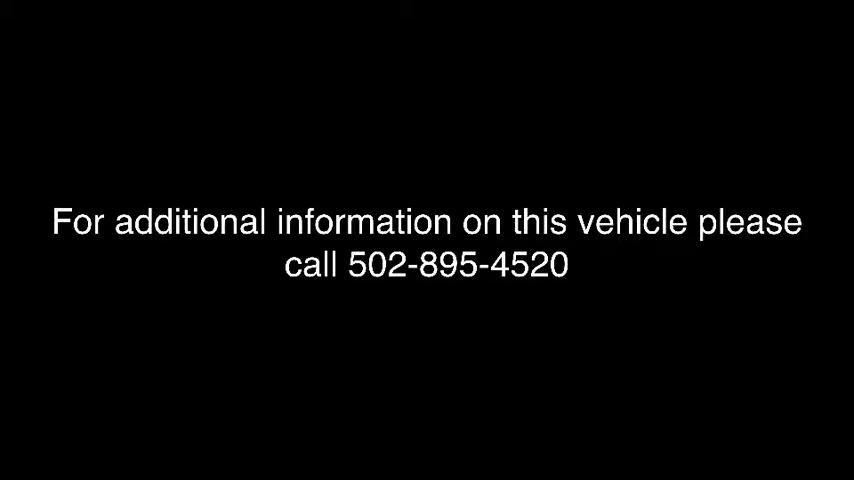 For additional information on this vehicle please
call 502-895-4520